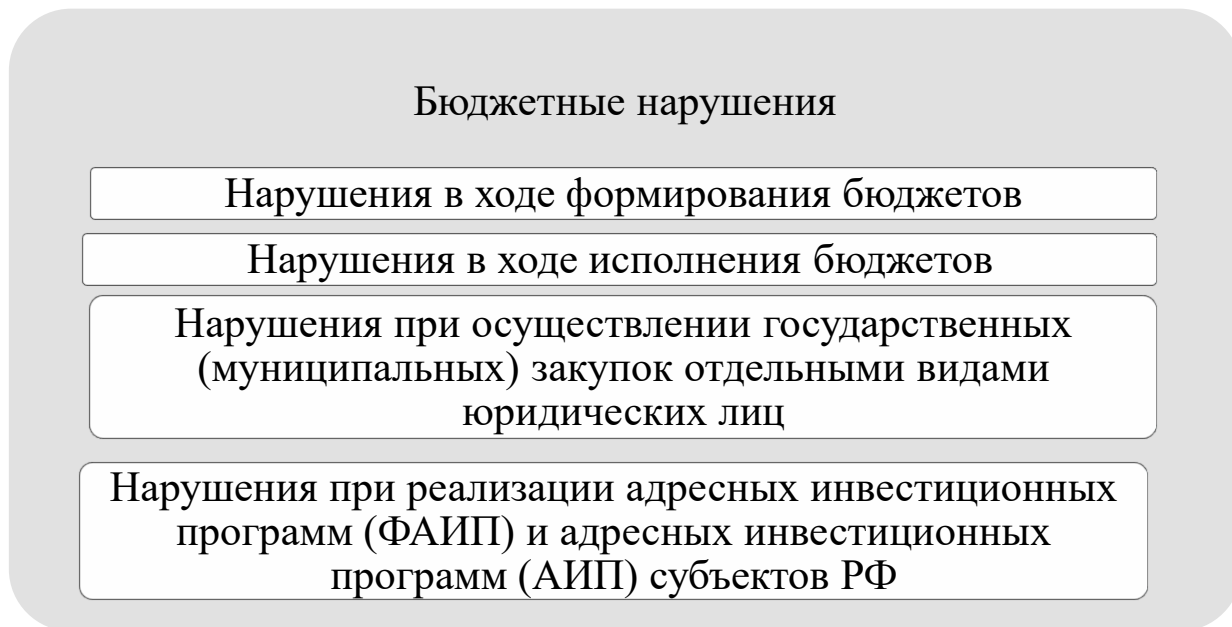 Бюджетные нарушения
Нарушения в ходе формирования бюджетов
Нарушения в ходе исполнения бюджетов
Нарушения при осуществлении государственных
(муниципальных) закупок отдельными видами
юридических лиц
Нарушения при реализации адресных инвестиционных
программ (ФАИП) и адресных инвестиционных
программ (АИП) субъектов РФ